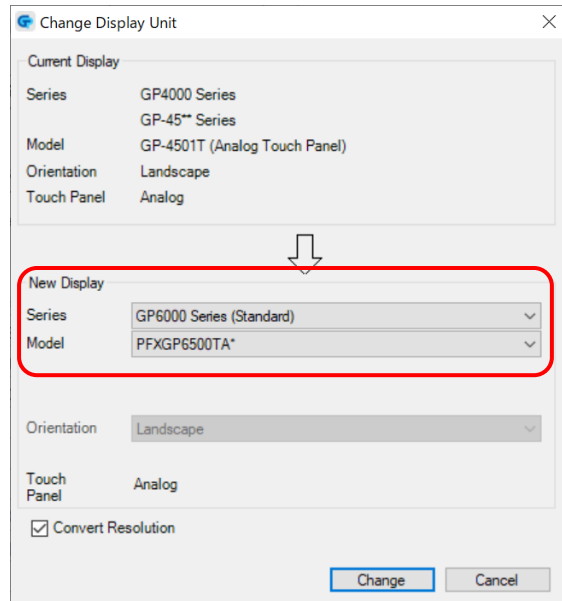 Change Display Unit
Current Display
Series GP4000 Series
GP-45** Series
Model GP-4501T (Analog Touch Panel)
Orientation Landscape
Touch Panel Analog
New Display
Series GP6000 Series (Standard)
Model PFXGP6500TA*
Orientation Landscape
Touch
Panel Analog
Convert Resolution
Change Cancel